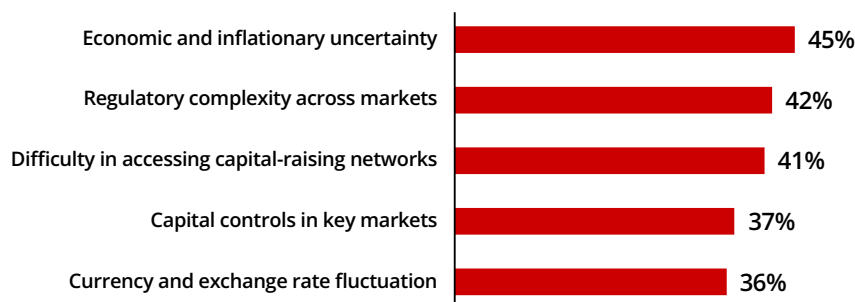 Economic and inflationary uncertainty 45%
Regulatory complexity across markets 42%
Difficulty in accessing capital-raising networks 41%
Capital controls in key markets 37%
Currency and exchange rate fluctuation 36%